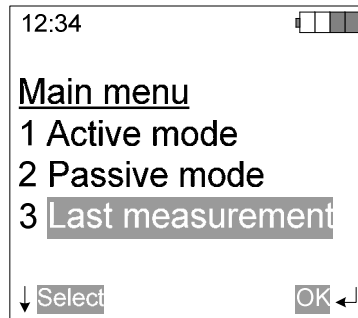 12:34
Main menu
1 Active mode
2 Passive mode
3 Last measurement
Select OK